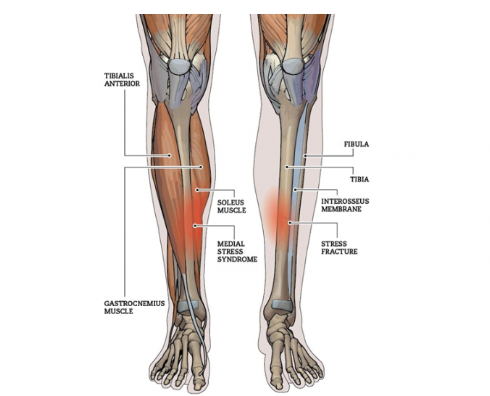 TIBIALIS
ANTERIOR
SOLEUS
MUSCLE
MEDIAL
STRESS
SYNDROME
GASTROCNEMIUS
MUSCLE
FIBULA
TIBIA
INTEROSSEUS
MEMBRANE
STRESS
FRACTURE